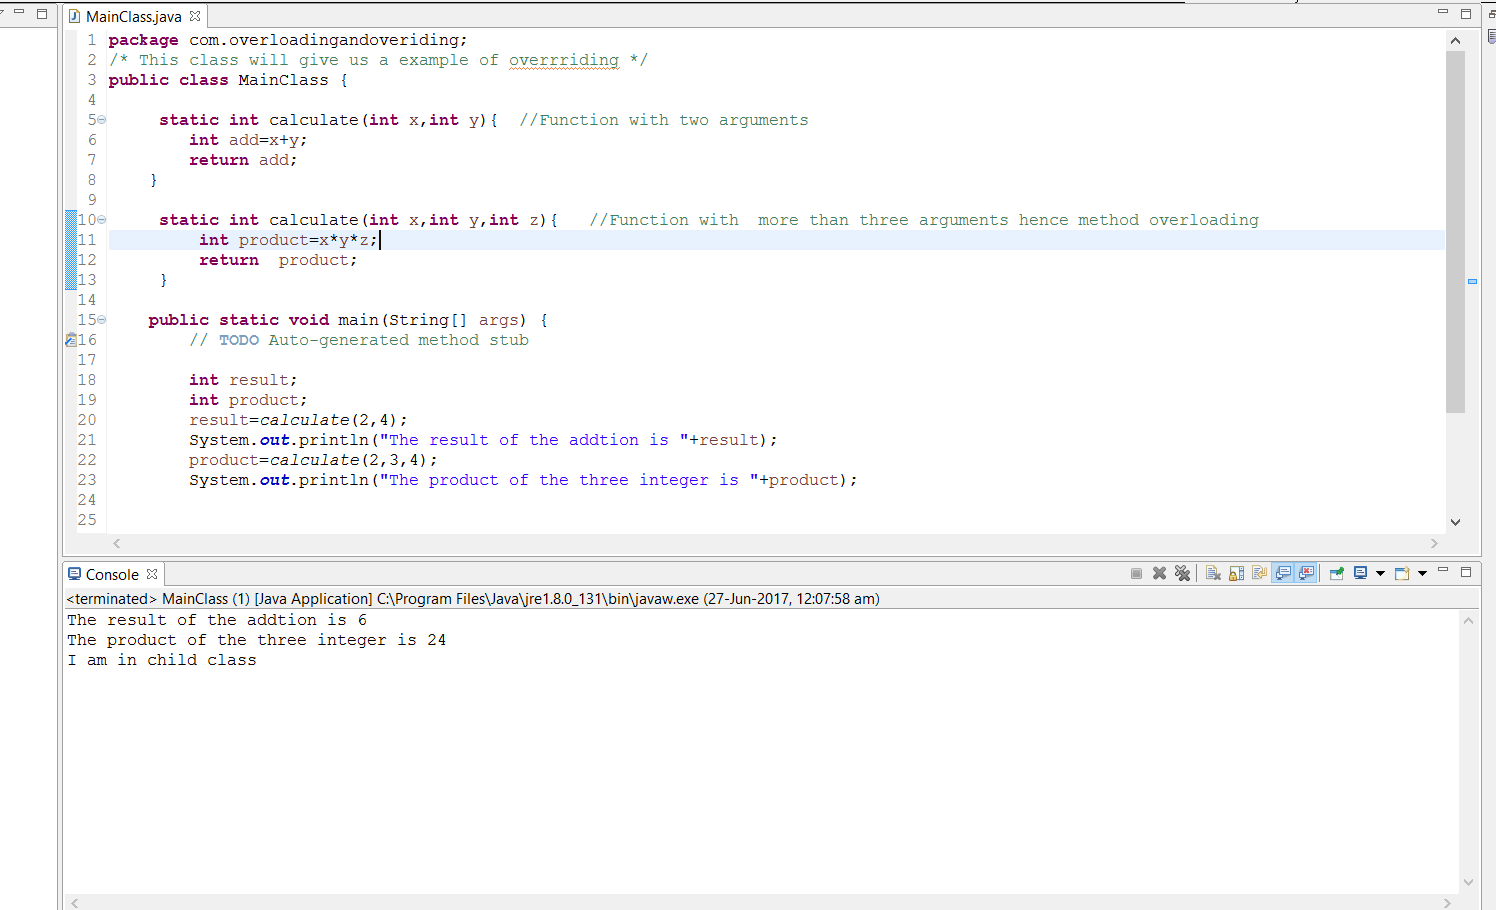 MainClass.java
1 package com.overloadingandoveriding;
2 /* This class will give us a example of overrriding */
3 public class MainClass {
4
5 static int calculate(int x,int y){ //Function with two arguments
6 int add=x+y;
7 return add;
8 }
9
10 static int calculate(int x,int y,int z){ //Function with more than three arguments hence method overloading
11 int product=x*y*z;
12 return product;
13 }
14
15 public static void main(String[] args) {
16 // TODO Auto-generated method stub
17
18 int result;
19 int product;
20 result=calculate(2,4);
21 System.out.println("The result of the addtion is "+result);
22 product=calculate(2,3,4);
23 System.out.println("The product of the three integer is "+product);
24
25
Console
<terminated> MainClass (1) [Java Application] C:\Program Files\Java\jre1.8.0_131\bin\javaw.exe (27-Jun-2017, 12:07:58 am)
The result of the addtion is 6
The product of the three integer is 24
I am in child class